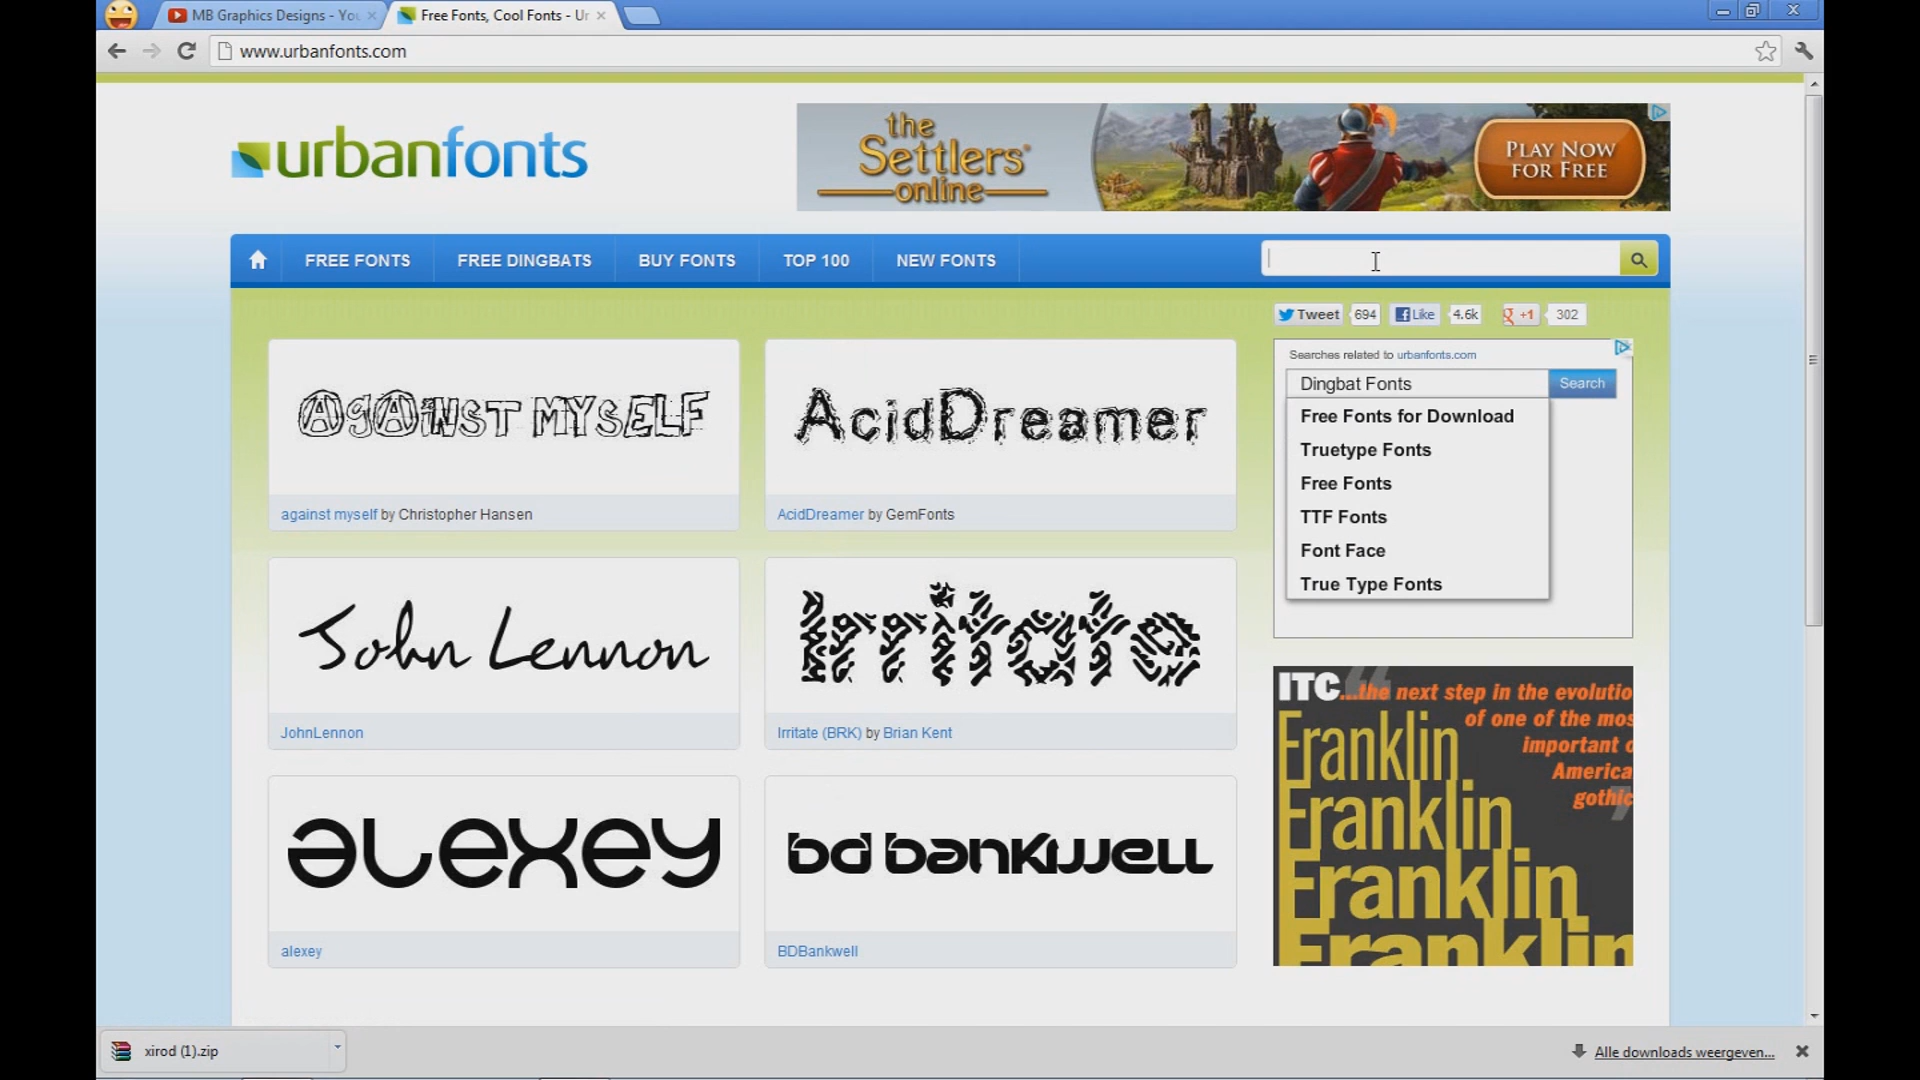 MB Graphics Designs - You
Free Fonts, Cool Fonts - Ur
www.urbanfonts.com
urbanfonts
the
Settlers
online
PLAY NOW
FOR FREE
FREE FONTS
FREE DINGBATS
BUY FONTS
TOP 100
NEW FONTS
Tweet 694
Like 4.6k
+1 302
AgAiNST MYSELF
against myself by Christopher Hansen
AcidDreamer
AcidDreamer by GemFonts
Searches related to urbanfonts.com
Dingbat Fonts
Search
Free Fonts for Download
Truetype Fonts
Free Fonts
TTF Fonts
Font Face
True Type Fonts
John Lennon
JohnLennon
Irritate
Irritate (BRK) by Brian Kent
ITC...the next step in the evolutio
of one of the mos
important o
America
gothic
Franklin
Franklin
Franklin
Franklin
alexey
alexey
bd bankwell
BDBankwell
xirod (1).zip
Alle downloads weergeven...